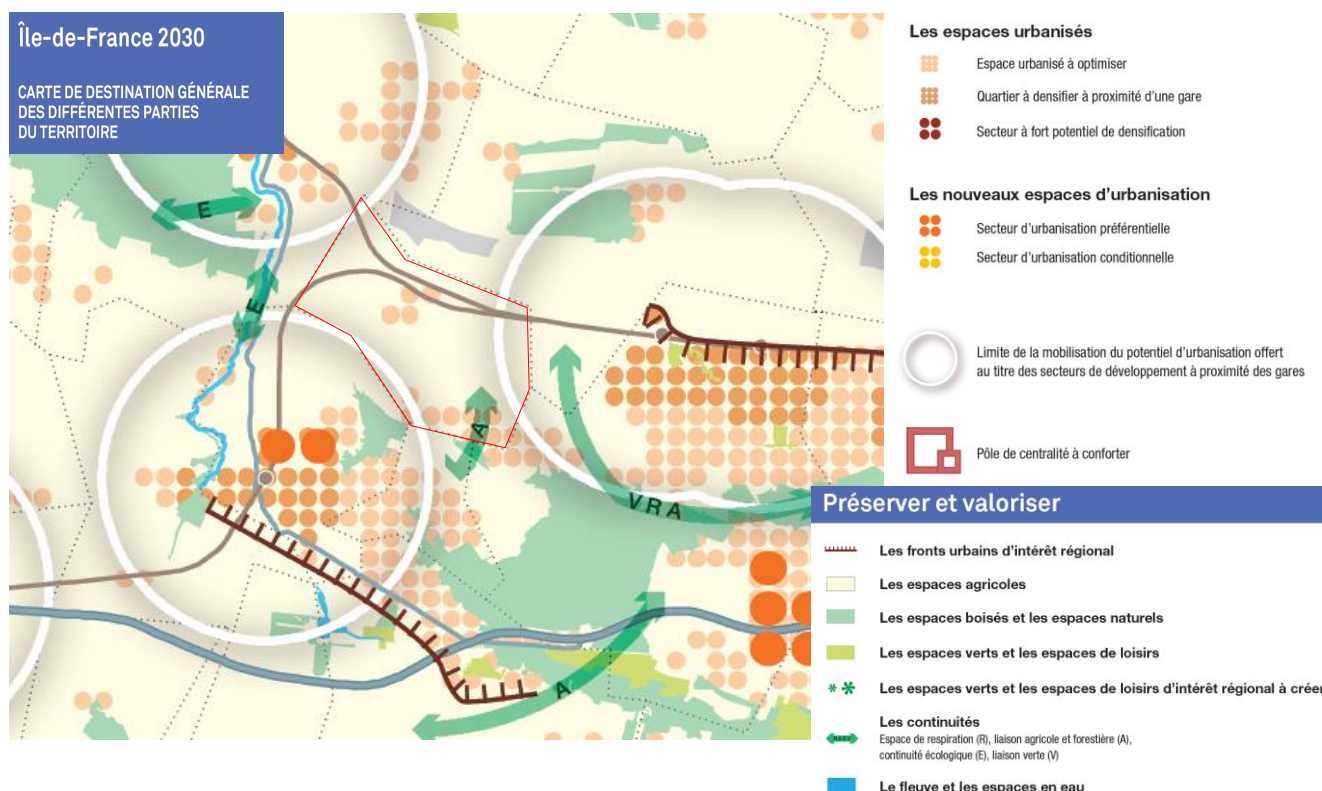 Île-de-France 2030
CARTE DE DESTINATION GÉNÉRALE
DES DIFFÉRENTES PARTIES
DU TERRITOIRE
E
E
A
VRA
A
Les espaces urbanisés
Espace urbanisé à optimiser
Quartier à densifier à proximité d'une gare
Secteur à fort potentiel de densification
Les nouveaux espaces d'urbanisation
Secteur d'urbanisation préférentielle
Secteur d'urbanisation conditionnelle
Limite de la mobilisation du potentiel d'urbanisation offert
au titre des secteurs de développement à proximité des gares
Pôle de centralité à conforter
Préserver et valoriser
Les fronts urbains d'intérêt régional
Les espaces agricoles
Les espaces boisés et les espaces naturels
Les espaces verts et les espaces de loisirs
Les espaces verts et les espaces de loisirs d'intérêt régional à créer
Les continuités
Espace de respiration (R), liaison agricole et forestière (A),
continuité écologique (E), liaison verte (V)
Le fleuve et les espaces en eau